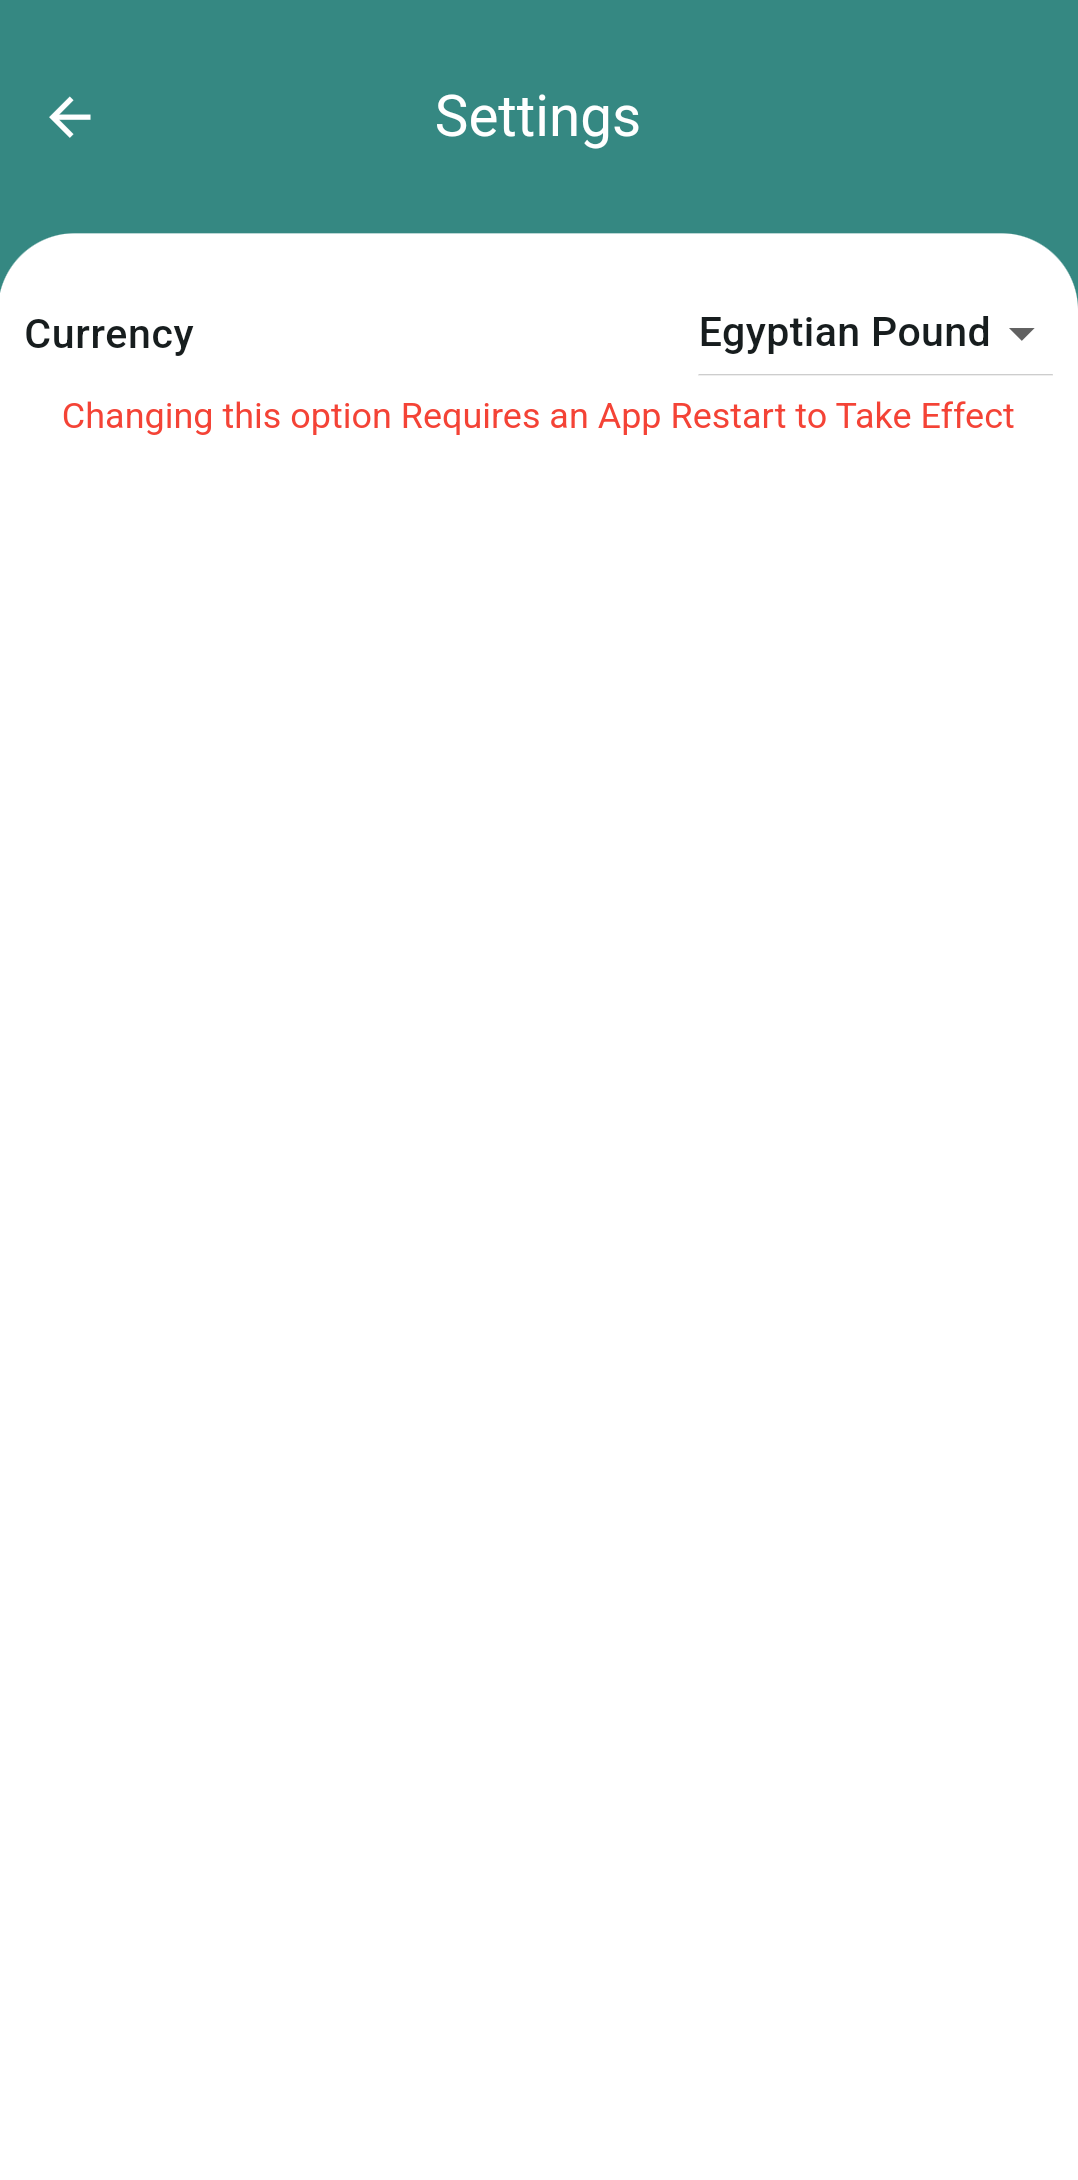 Settings
Currency
Egyptian Pound
Changing this option Requires an App Restart to Take Effect